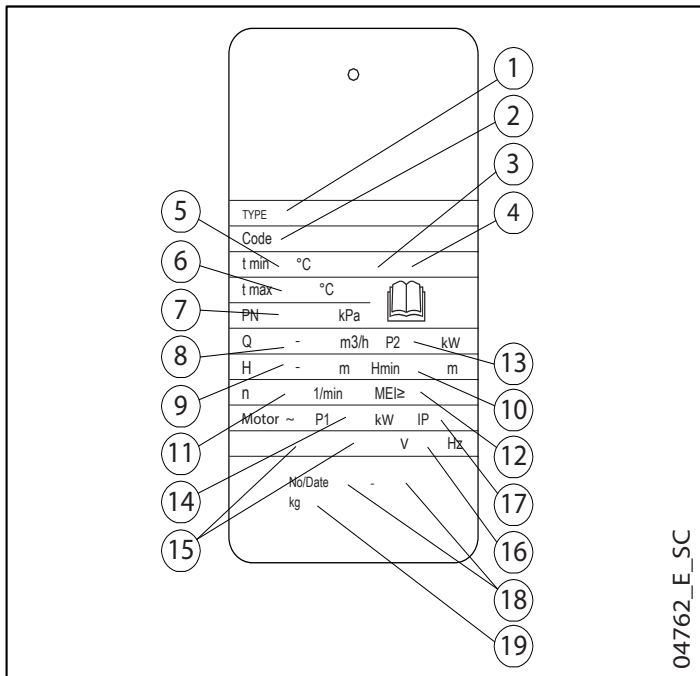 1
2
3
4
5
6
7
8
9
10
11
12
13
14
15
16
17
18
19
TYPE
Code
t min °C
t max °C
PN kPa
Q - m3/h P2 kW
H - m Hmin m
n 1/min MEI≥
Motor ~ P1 kW IP
V Hz
No/Date -
kg
04762_E_SC